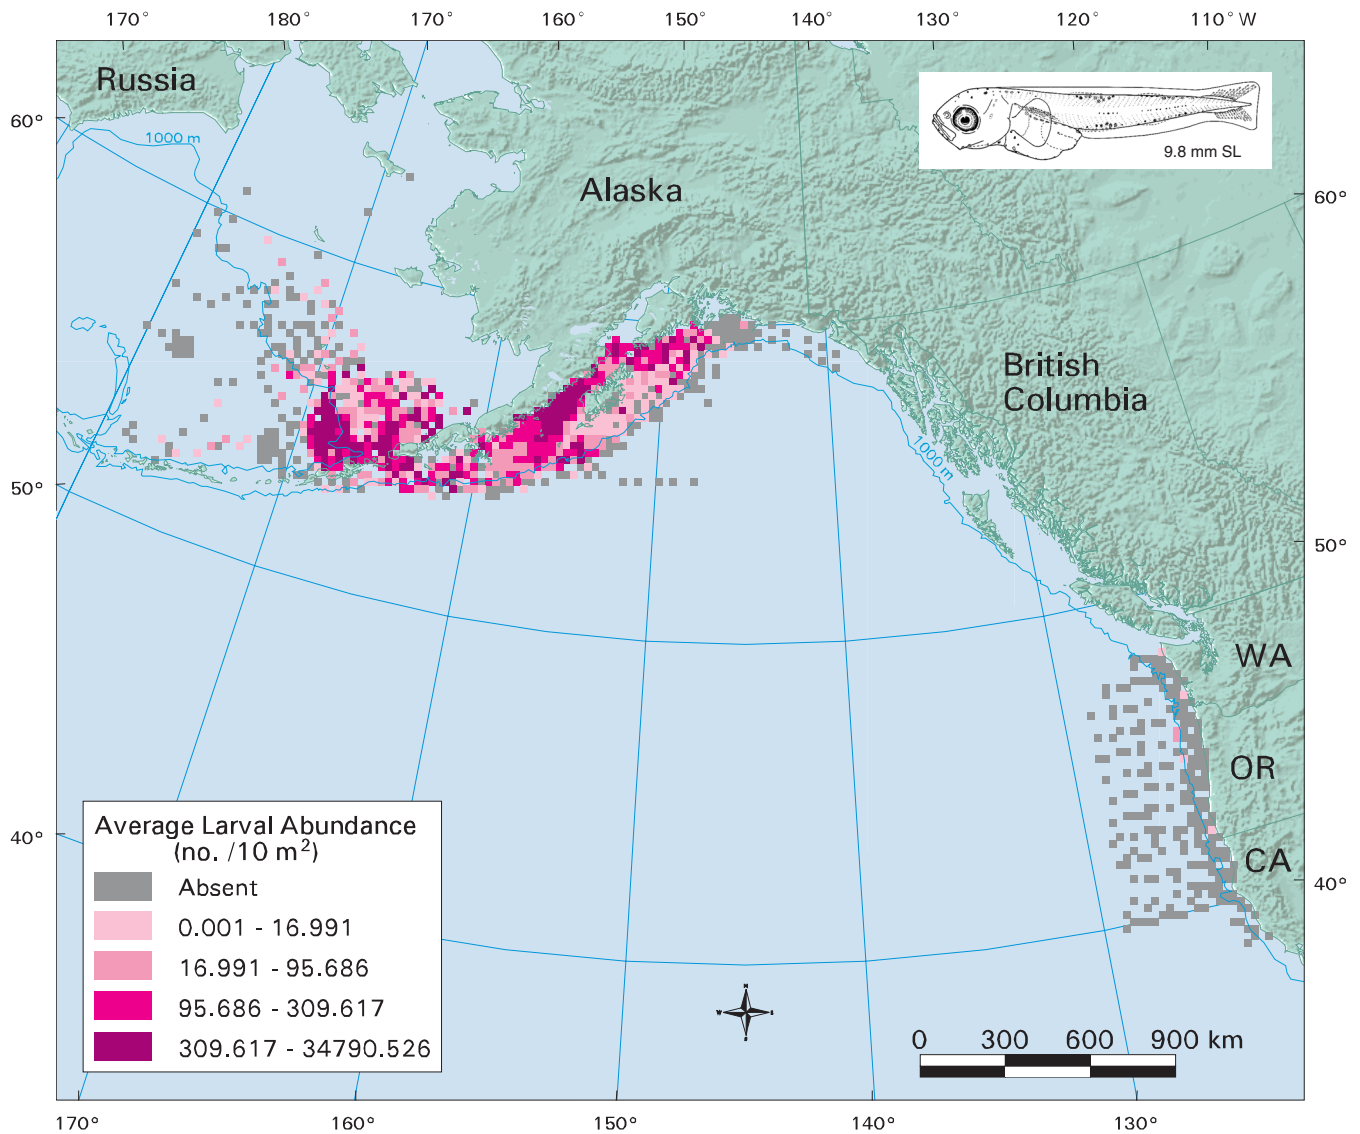 170° 180° 170° 160° 150° 140° 130° 120° 110° W
Russia
60°
1000 m
9.8 mm SL
Alaska
60°
British
Columbia
1000 m
50°
50°
WA
OR
CA
40°
40°
Average Larval Abundance
(no. /10 m²)
Absent
0.001 - 16.991
16.991 - 95.686
95.686 - 309.617
309.617 - 34790.526
N
W
S
0 300 600 900 km
170° 160° 150° 140° 130°